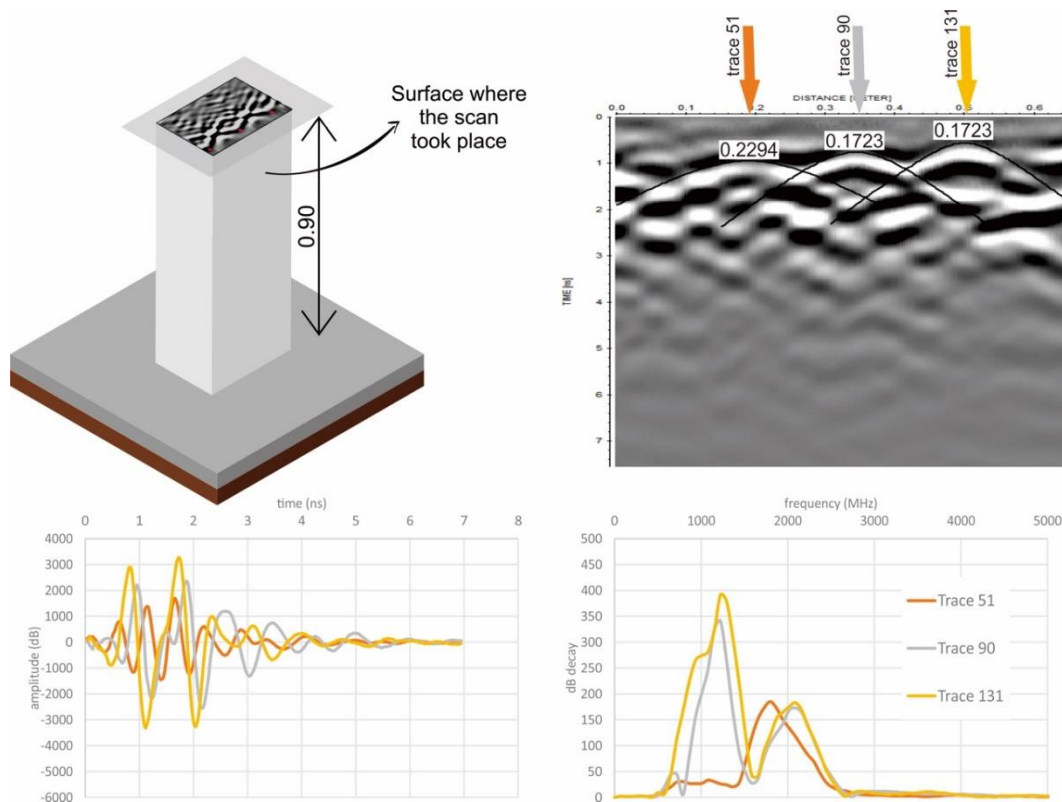 Surface where
the scan
took place
0.90
trace 51
trace 90
trace 131
DISTANCE [METER]
0.0 0.1 0.2 0.3 0.4 0.5 0.6
0.2294 0.1723 0.1723
TIME [ns]
0
1
2
3
4
5
6
7
time (ns)
0 1 2 3 4 5 6 7 8
amplitude (dB)
4000
3000
2000
1000
0
-1000
-2000
-3000
-4000
-5000
-6000
frequency (MHz)
0 1000 2000 3000 4000 5000
dB decay
500
450
400
350
300
250
200
150
100
50
0
Trace 51
Trace 90
Trace 131